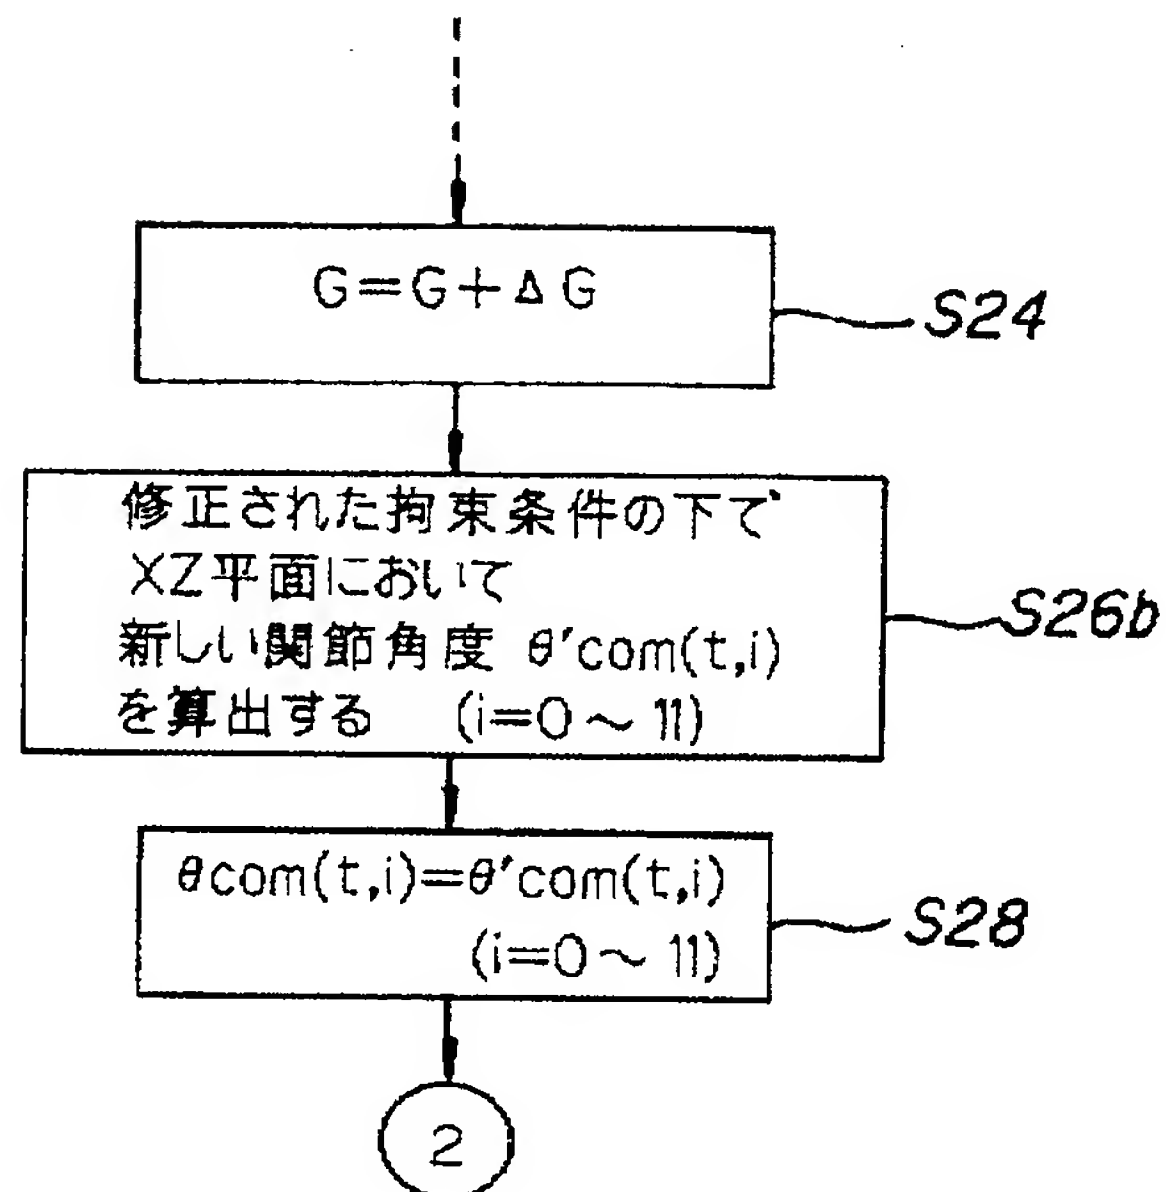 G=G+ΔG
S24
修正された拘束条件の下で
XZ平面において
新しい関節角度 θ'com(t,i)
を算出する (i=0～11)
S26b
θcom(t,i)=θ'com(t,i)
(i=0～11)
S28
2